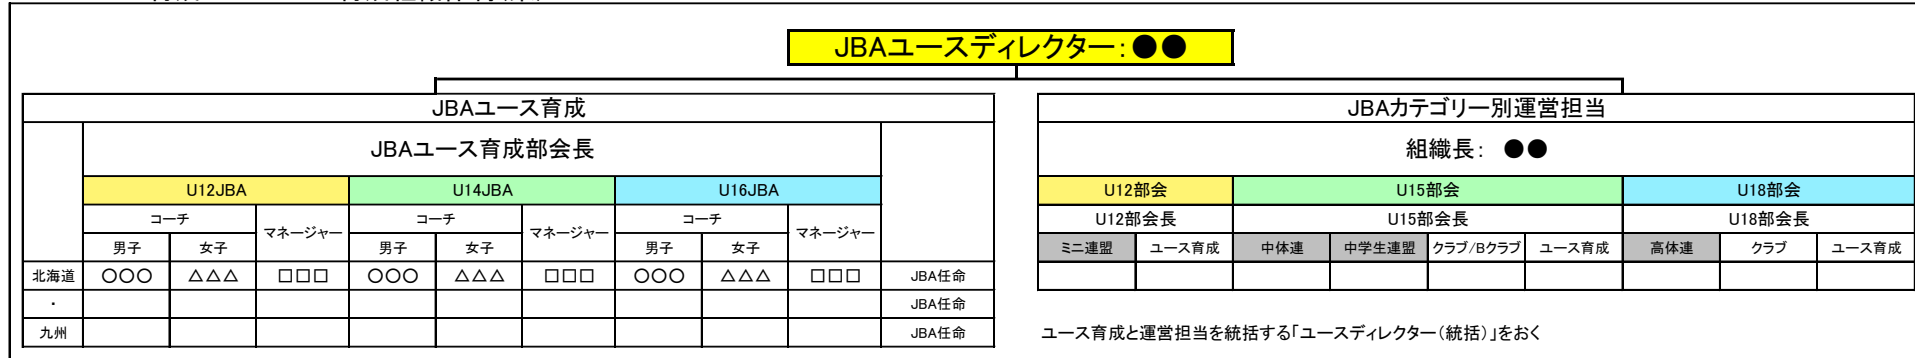 JBAユースディレクター：●●
JBAユース育成
JBAユース育成部会長
U12JBA U14JBA U16JBA
コーチ マネージャー コーチ マネージャー コーチ マネージャー
男子 女子 男子 女子 男子 女子
北海道 ○○○ △△△ □□□ ○○○ △△△ □□□ ○○○ △△△ □□□ JBA任命
・ JBA任命
九州 JBA任命
JBAカテゴリー別運営担当
組織長： ●●
U12部会 U15部会 U18部会
U12部会長 U15部会長 U18部会長
ミニ連盟 ユース育成 中体連 中学生連盟 クラブ/Bクラブ ユース育成 高体連 クラブ ユース育成
ユース育成と運営担当を統括する「ユースディレクター（統括）」をおく